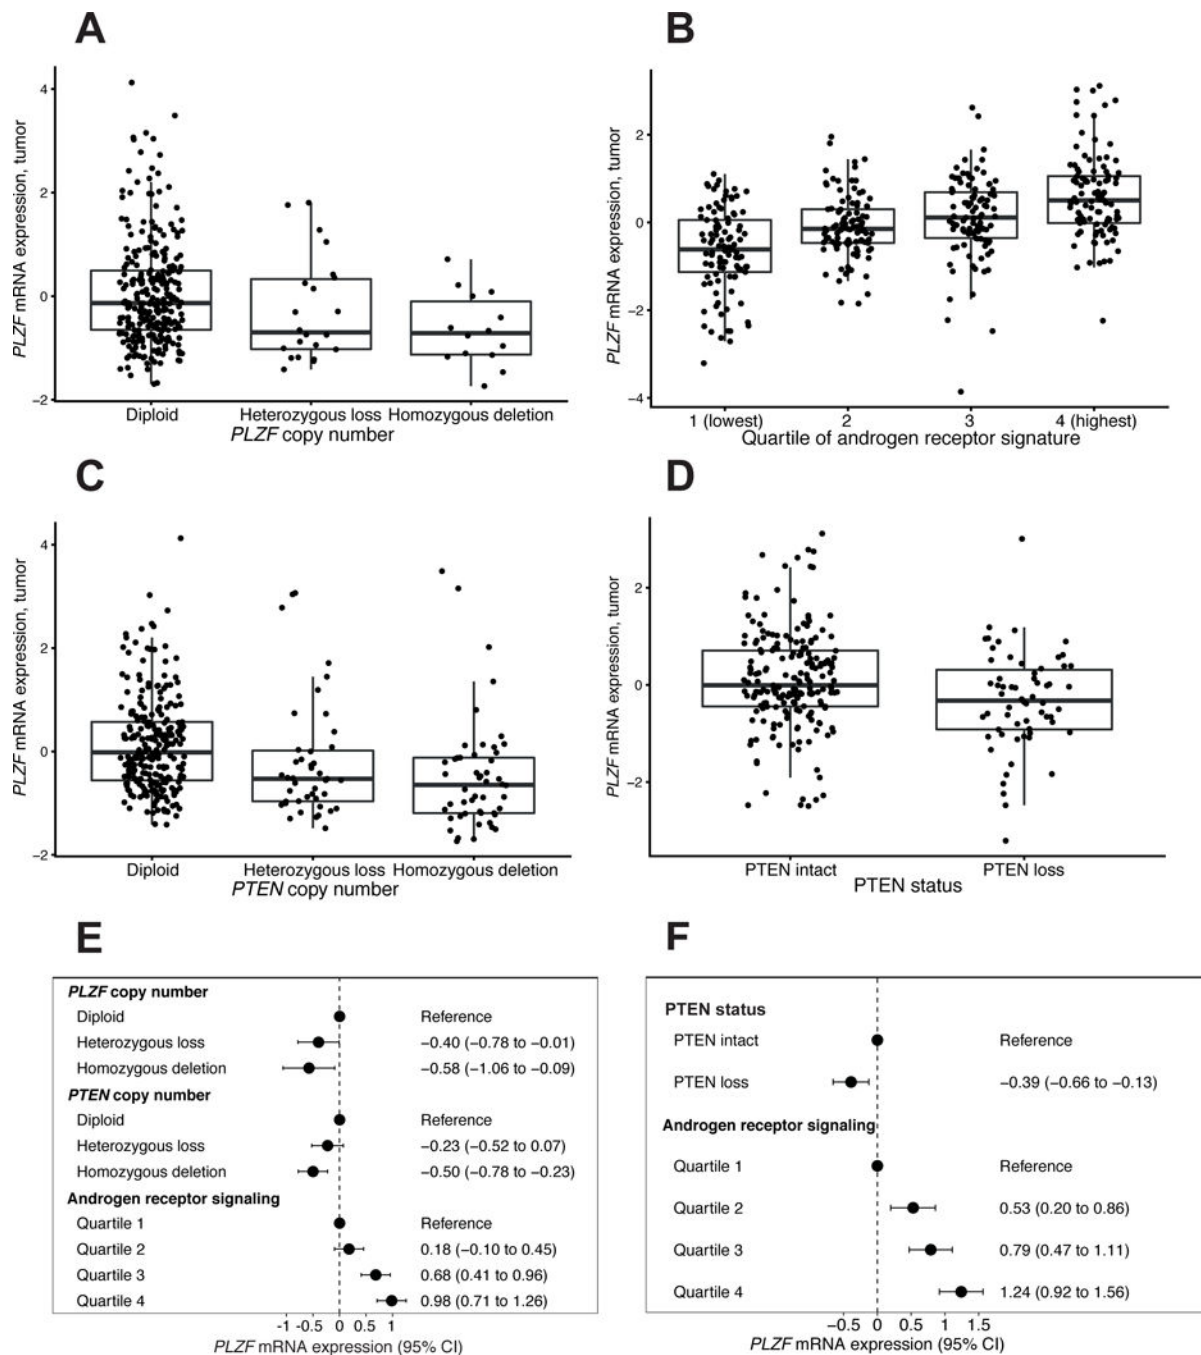 A
PLZF mRNA expression, tumor
4
2
0
−2
Diploid Heterozygous loss Homozygous deletion
PLZF copy number
B
PLZF mRNA expression, tumor
2
0
−2
−4
1 (lowest) 2 3 4 (highest)
Quartile of androgen receptor signature
C
PLZF mRNA expression, tumor
4
2
0
−2
Diploid Heterozygous loss Homozygous deletion
PTEN copy number
D
PLZF mRNA expression, tumor
2
0
−2
PTEN intact PTEN loss
PTEN status
E
PLZF copy number
Diploid Reference
Heterozygous loss −0.40 (−0.78 to −0.01)
Homozygous deletion −0.58 (−1.06 to −0.09)
PTEN copy number
Diploid Reference
Heterozygous loss −0.23 (−0.52 to 0.07)
Homozygous deletion −0.50 (−0.78 to −0.23)
Androgen receptor signaling
Quartile 1 Reference
Quartile 2 0.18 (−0.10 to 0.45)
Quartile 3 0.68 (0.41 to 0.96)
Quartile 4 0.98 (0.71 to 1.26)
-1 -0.5 0 0.5 1
PLZF mRNA expression (95% CI)
F
PTEN status
PTEN intact Reference
PTEN loss −0.39 (−0.66 to −0.13)
Androgen receptor signaling
Quartile 1 Reference
Quartile 2 0.53 (0.20 to 0.86)
Quartile 3 0.79 (0.47 to 1.11)
Quartile 4 1.24 (0.92 to 1.56)
-0.5 0 0.5 1 1.5
PLZF mRNA expression (95% CI)